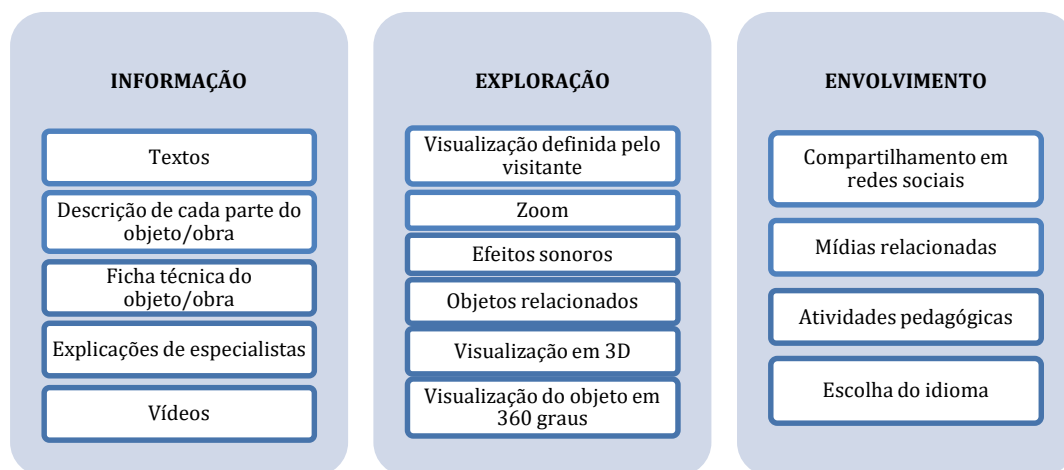 INFORMAÇÃO
Textos
Descrição de cada parte do
objeto/obra
Ficha técnica do
objeto/obra
Explicações de especialistas
Vídeos
EXPLORAÇÃO
Visualização definida pelo
visitante
Zoom
Efeitos sonoros
Objetos relacionados
Visualização em 3D
Visualização do objeto em
360 graus
ENVOLVIMENTO
Compartilhamento em
redes sociais
Mídias relacionadas
Atividades pedagógicas
Escolha do idioma